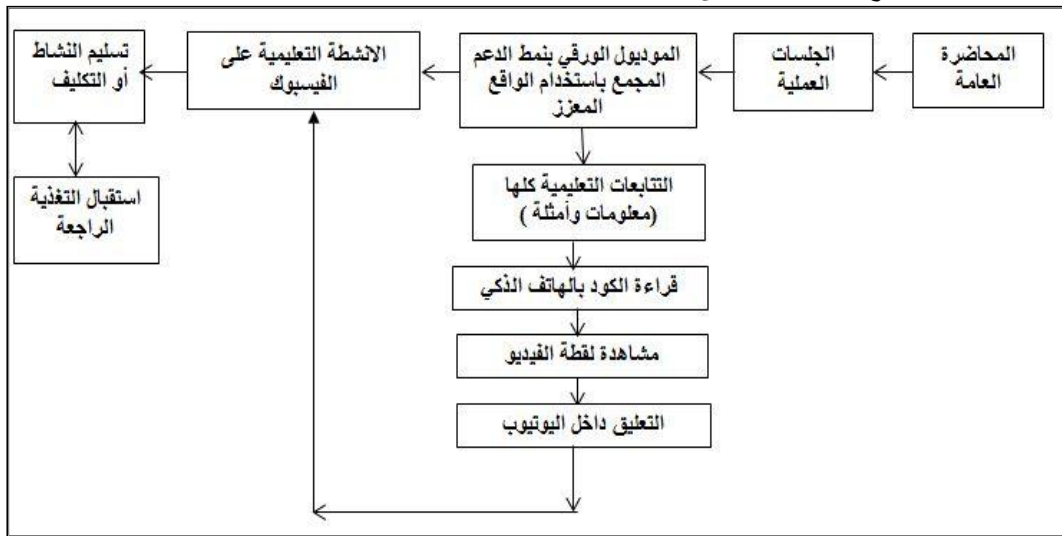 المحاضرة
العامة
الجلسات
العملية
الموديول الورقي بنمط الدعم
المجمع باستخدام الواقع
المعزز
الانشطة التعليمية على
الفيسبوك
تسليم النشاط
أو التكليف
استقبال التغذية
الراجعة
التتابعات التعليمية كلها
(معلومات وأمثلة )
قراءة الكود بالهاتف الذكي
مشاهدة لقطة الفيديو
التعليق داخل اليوتيوب